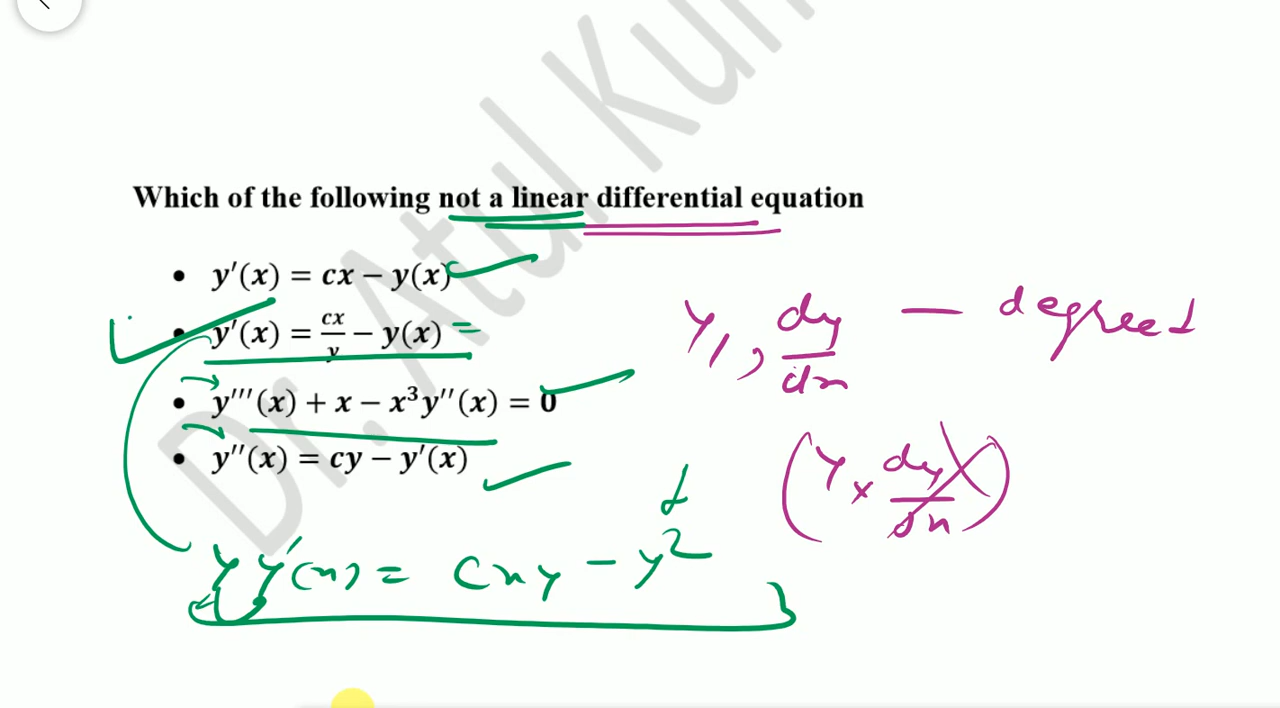 Dr. Atul Kum
Which of the following not a linear differential equation
• y′(x) = cx − y(x)
• y′(x) = cx/y − y(x) =
• y′′′(x) + x − x³y′′(x) = 0
• y′′(x) = cy − y′(x)
y, dy/dx — degree 1
(y × dy/dx)
y y′(x) = cxy − y²